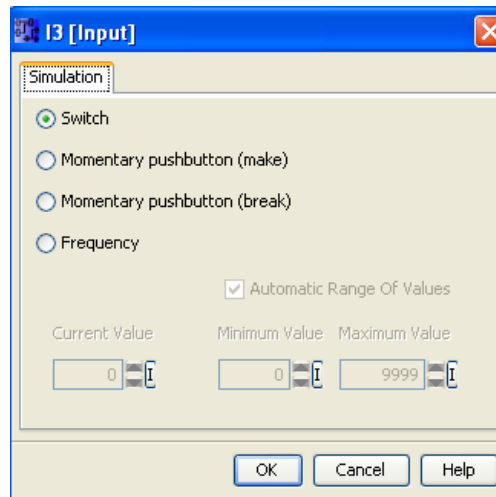 I3 [Input]
Simulation
Switch
Momentary pushbutton (make)
Momentary pushbutton (break)
Frequency
Automatic Range Of Values
Current Value Minimum Value Maximum Value
0 0 9999
OK Cancel Help